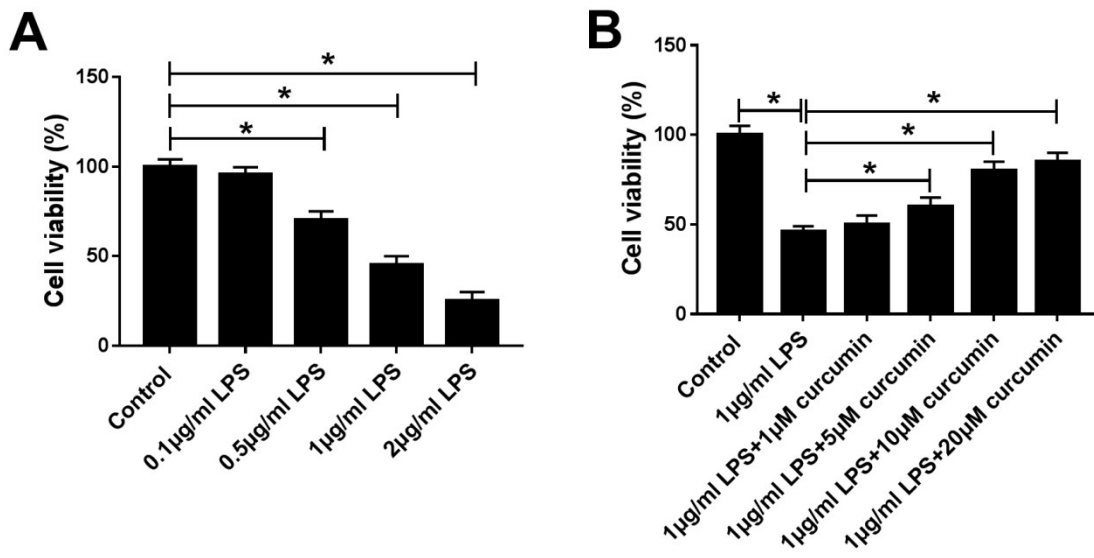 A
Cell viability (%)
150
100
50
0
*
*
*
Control
0.1µg/ml LPS
0.5µg/ml LPS
1µg/ml LPS
2µg/ml LPS
B
Cell viability (%)
150
100
50
0
*
*
*
*
Control
1µg/ml LPS
1µg/ml LPS+1µM curcumin
1µg/ml LPS+5µM curcumin
1µg/ml LPS+10µM curcumin
1µg/ml LPS+20µM curcumin